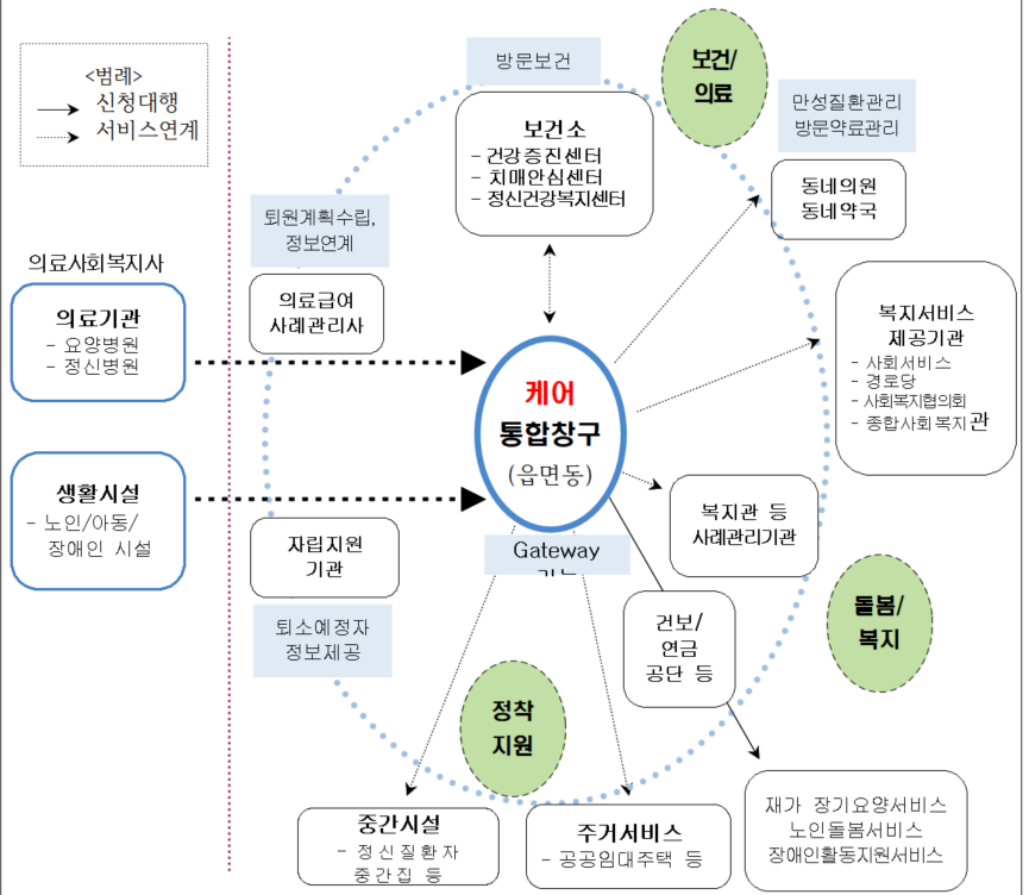 <범례>
신청대행
서비스연계
방문보건
보건소
- 건강증진센터
- 치매안심센터
- 정신건강복지센터
보건/
의료
만성질환관리
방문약료관리
동네의원
동네약국
퇴원계획수립,
정보연계
의료급여
사례관리사
의료사회복지사
의료기관
- 요양병원
- 정신병원
복지서비스
제공기관
- 사회서비스
- 경로당
- 사회복지협의회
- 종합사회복지관
케어
통합창구
(읍면동)
Gateway
생활시설
- 노인/아동/
장애인 시설
자립지원
기관
퇴소예정자
정보제공
복지관 등
사례관리기관
돌봄/
복지
건보/
연금
공단 등
정착
지원
중간시설
- 정신질환자
중간집 등
주거서비스
- 공공임대주택 등
재가 장기요양서비스
노인돌봄서비스
장애인활동지원서비스